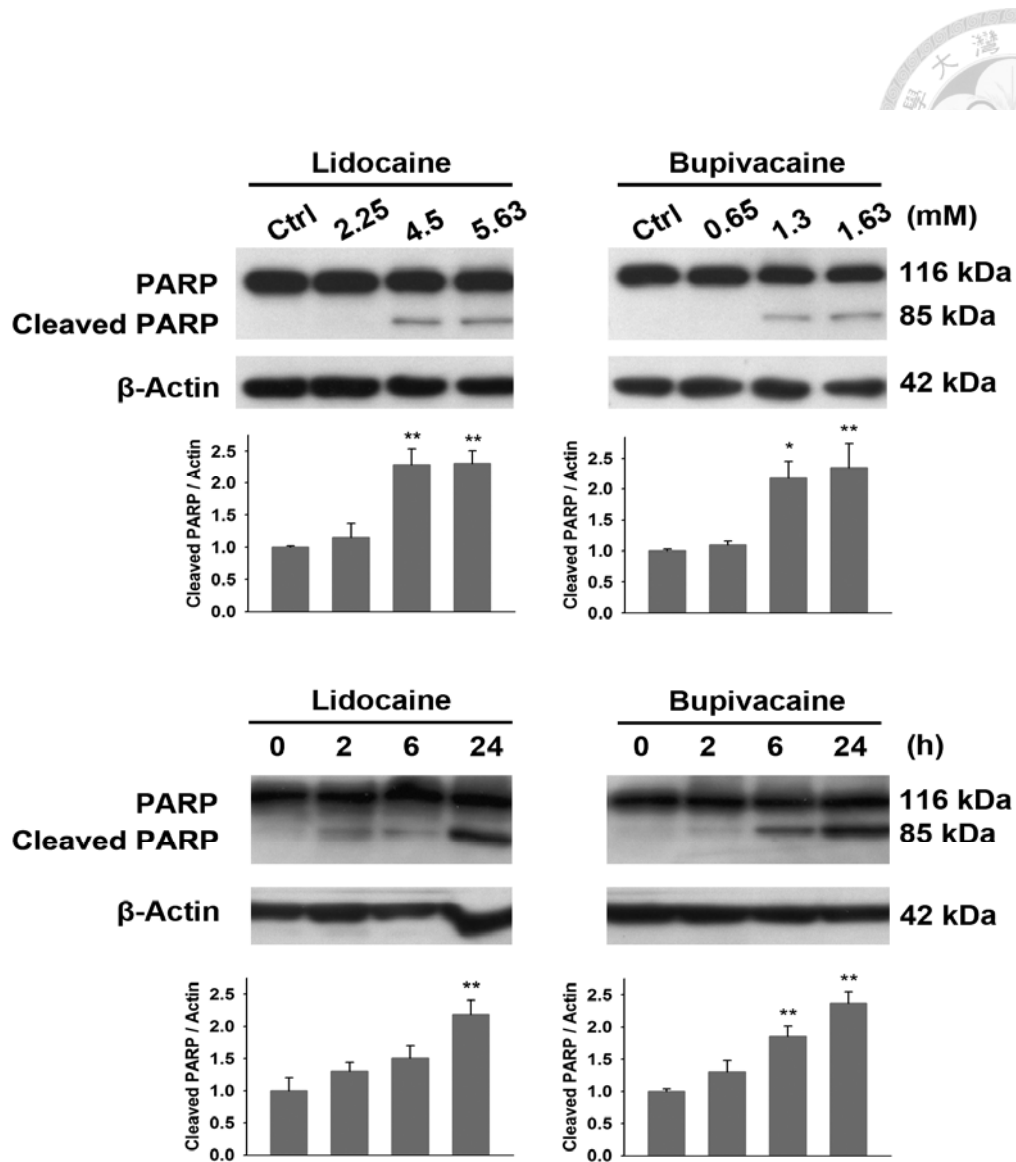 大 灣
學
Lidocaine
Bupivacaine
Ctrl 2.25 4.5 5.63
Ctrl 0.65 1.3 1.63 (mM)
PARP
116 kDa
Cleaved PARP
85 kDa
β-Actin
42 kDa
Cleaved PARP / Actin
2.5
2.0
1.5
1.0
0.5
0.0
** **
Cleaved PARP / Actin
2.5
2.0
1.5
1.0
0.5
0.0
* **
Lidocaine
Bupivacaine
0 2 6 24
0 2 6 24 (h)
PARP
116 kDa
Cleaved PARP
85 kDa
β-Actin
42 kDa
Cleaved PARP / Actin
2.5
2.0
1.5
1.0
0.5
0.0
**
Cleaved PARP / Actin
2.5
2.0
1.5
1.0
0.5
0.0
** **